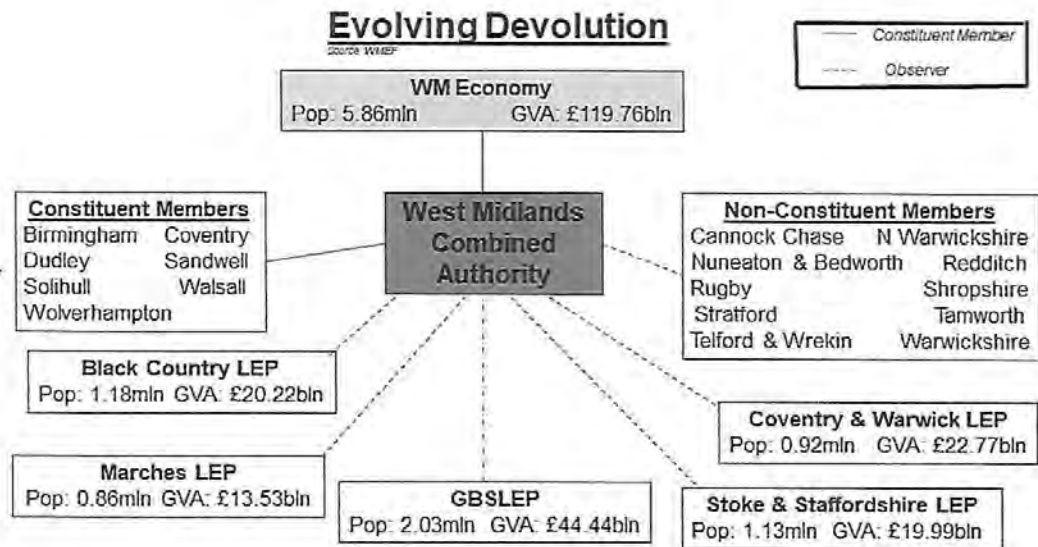 Evolving Devolution
Source: WMEF
Constituent Member
Observer
WM Economy
Pop: 5.86mln GVA: £119.76bln
Constituent Members
Birmingham Coventry
Dudley Sandwell
Solihull Walsall
Wolverhampton
West Midlands
Combined
Authority
Non-Constituent Members
Cannock Chase N Warwickshire
Nuneaton & Bedworth Redditch
Rugby Shropshire
Stratford Tamworth
Telford & Wrekin Warwickshire
Black Country LEP
Pop: 1.18mln GVA: £20.22bln
Coventry & Warwick LEP
Pop: 0.92mln GVA: £22.77bln
Marches LEP
Pop: 0.86mln GVA: £13.53bln
GBSLEP
Pop: 2.03mln GVA: £44.44bln
Stoke & Staffordshire LEP
Pop: 1.13mln GVA: £19.99bln